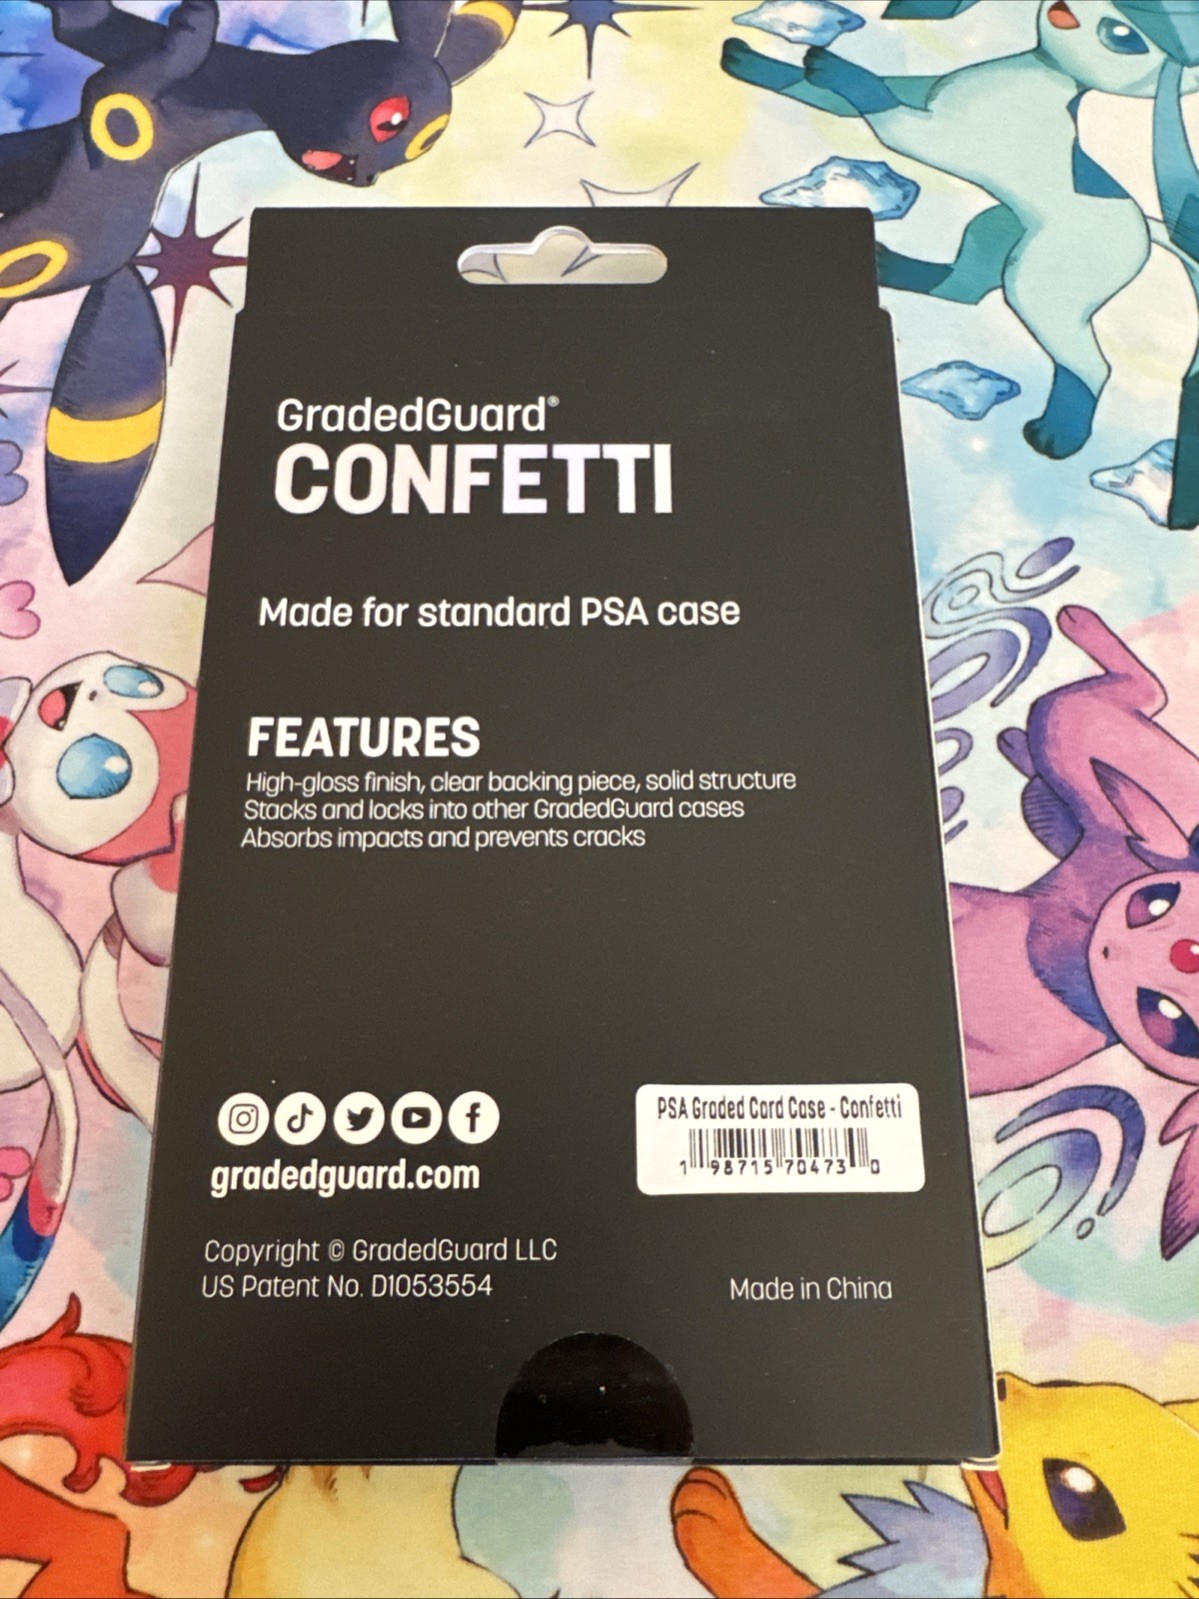 GradedGuard®
CONFETTI
Made for standard PSA case
FEATURES
High-gloss finish, clear backing piece, solid structure
Stacks and locks into other GradedGuard cases
Absorbs impacts and prevents cracks
gradedguard.com
PSA Graded Card Case - Confetti
1 98715 70473 0
Copyright © GradedGuard LLC
US Patent No. D1053554
Made in China